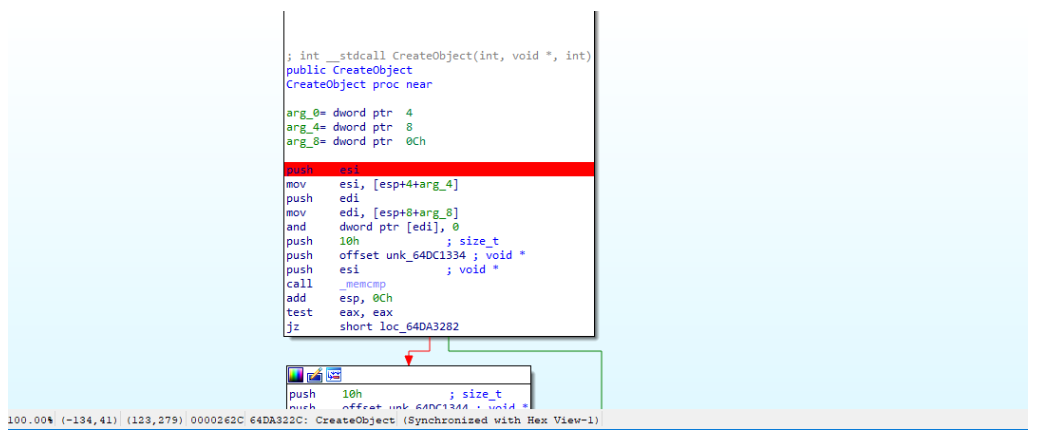 ; int __stdcall CreateObject(int, void *, int)
public CreateObject
CreateObject proc near
arg_0= dword ptr  4
arg_4= dword ptr  8
arg_8= dword ptr  0Ch
push    esi
mov     esi, [esp+4+arg_4]
push    edi
mov     edi, [esp+8+arg_8]
and     dword ptr [edi], 0
push    10h             ; size_t
push    offset unk_64DC1334 ; void *
push    esi             ; void *
call    _memcmp
add     esp, 0Ch
test    eax, eax
jz      short loc_64DA3282
push    10h             ; size_t
push    offset unk_64DC1344 ; void *
100.00% (-134,41) (123,279) 0000262C 64DA322C: CreateObject (Synchronized with Hex View-1)